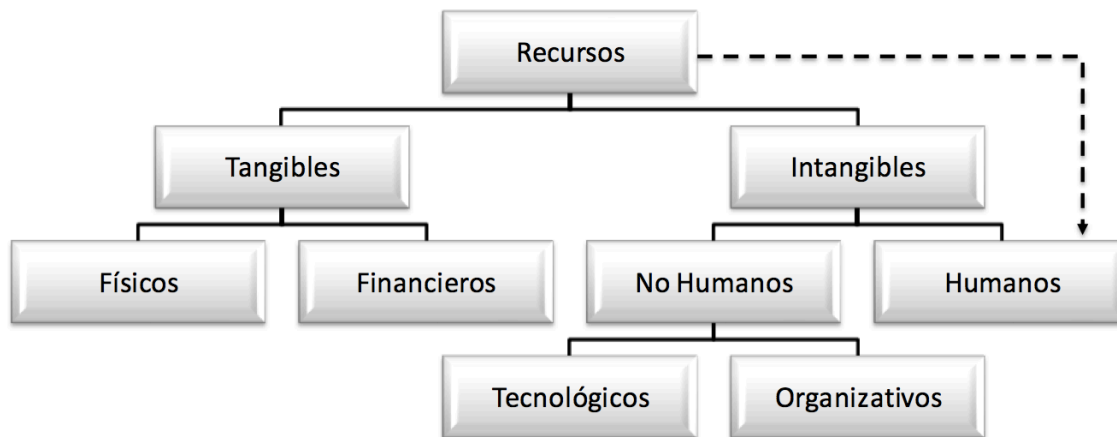 Recursos
Tangibles
Intangibles
Físicos
Financieros
No Humanos
Humanos
Tecnológicos
Organizativos